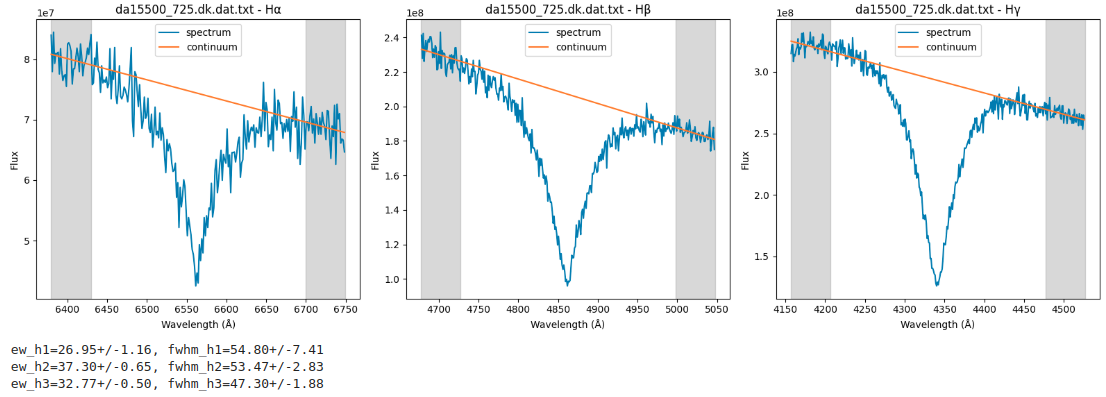 da15500_725.dk.dat.txt - Hα
1e7
spectrum
continuum
8
7
6
5
Flux
6400 6450 6500 6550 6600 6650 6700 6750
Wavelength (Å)
da15500_725.dk.dat.txt - Hβ
1e8
spectrum
continuum
2.4
2.2
2.0
1.8
1.6
1.4
1.2
1.0
Flux
4700 4750 4800 4850 4900 4950 5000 5050
Wavelength (Å)
da15500_725.dk.dat.txt - Hγ
1e8
spectrum
continuum
3.0
2.5
2.0
1.5
Flux
4150 4200 4250 4300 4350 4400 4450 4500
Wavelength (Å)
ew_h1=26.95+/-1.16, fwhm_h1=54.80+/-7.41
ew_h2=37.30+/-0.65, fwhm_h2=53.47+/-2.83
ew_h3=32.77+/-0.50, fwhm_h3=47.30+/-1.88